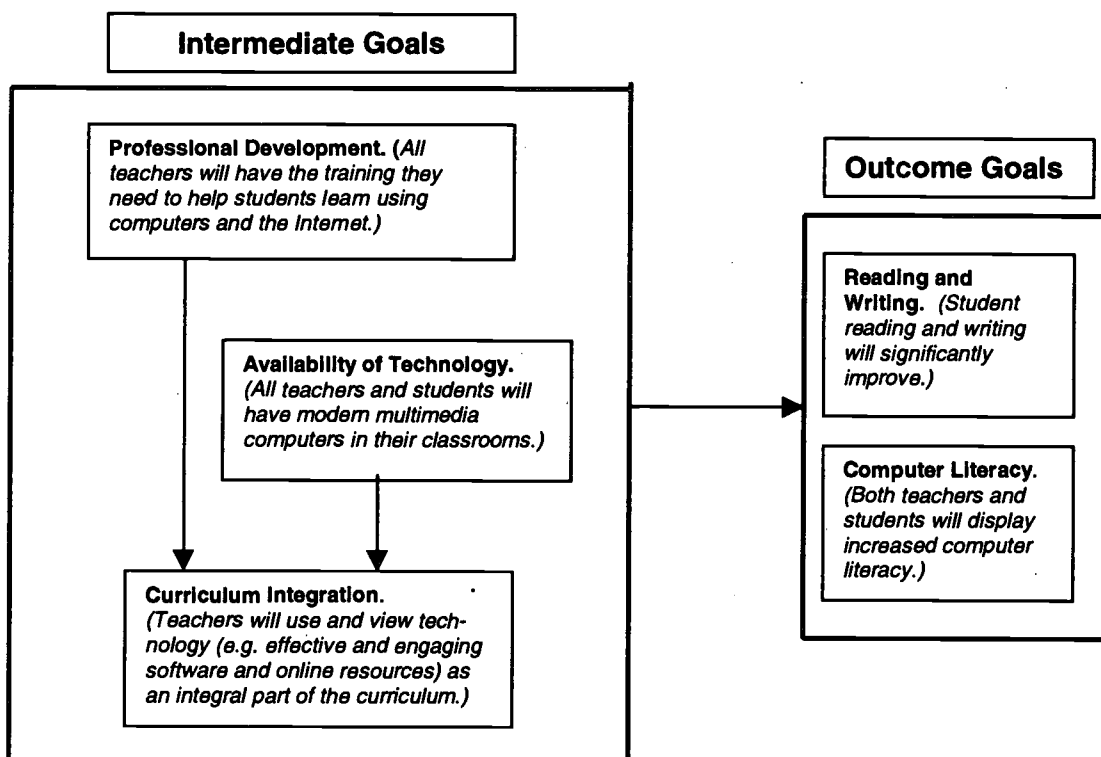 Intermediate Goals
Professional Development. (All
teachers will have the training they
need to help students learn using
computers and the Internet.)
Availability of Technology.
(All teachers and students will
have modern multimedia
computers in their classrooms.)
Curriculum Integration.
(Teachers will use and view tech-
nology (e.g. effective and engaging
software and online resources) as
an integral part of the curriculum.)
Outcome Goals
Reading and
Writing. (Student
reading and writing
will significantly
improve.)
Computer Literacy.
(Both teachers and
students will display
increased computer
literacy.)